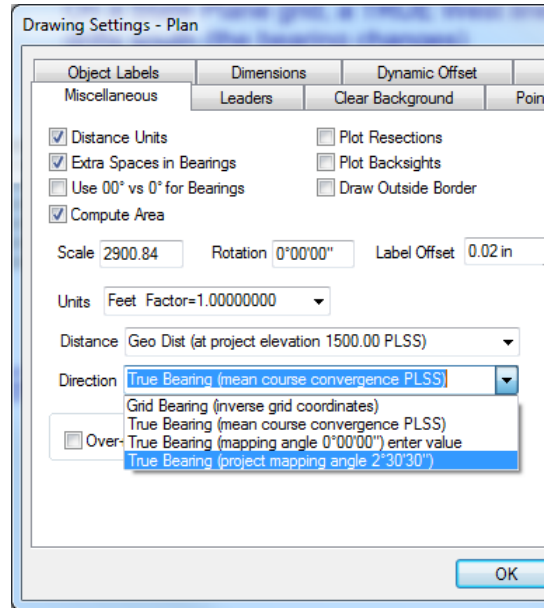 Drawing Settings - Plan
Object Labels Dimensions Dynamic Offset
Miscellaneous Leaders Clear Background Poin
Distance Units Plot Resections
Extra Spaces in Bearings Plot Backsights
Use 00° vs 0° for Bearings Draw Outside Border
Compute Area
Scale 2900.84 Rotation 0°00'00" Label Offset 0.02 in
Units Feet Factor=1.00000000
Distance Geo Dist (at project elevation 1500.00 PLSS)
Direction True Bearing (mean course convergence PLSS)
Grid Bearing (inverse grid coordinates)
True Bearing (mean course convergence PLSS)
Over- True Bearing (mapping angle 0°00'00") enter value
True Bearing (project mapping angle 2°30'30")
OK